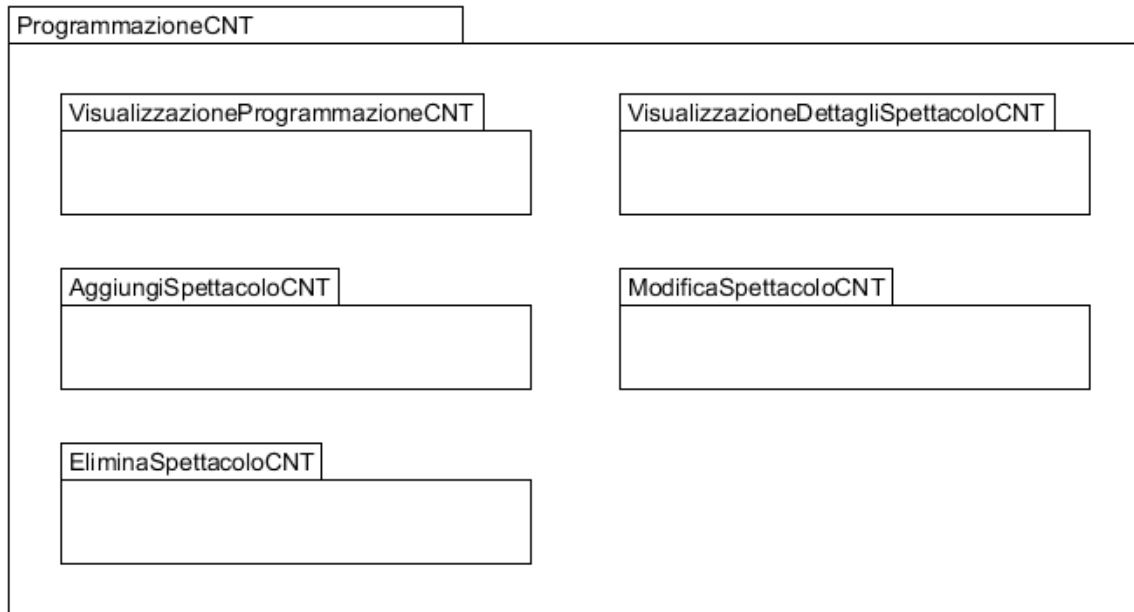 ProgrammazioneCNT
VisualizzazioneProgrammazioneCNT
VisualizzazioneDettagliSpettacoloCNT
AggiungiSpettacoloCNT
ModificaSpettacoloCNT
EliminaSpettacoloCNT